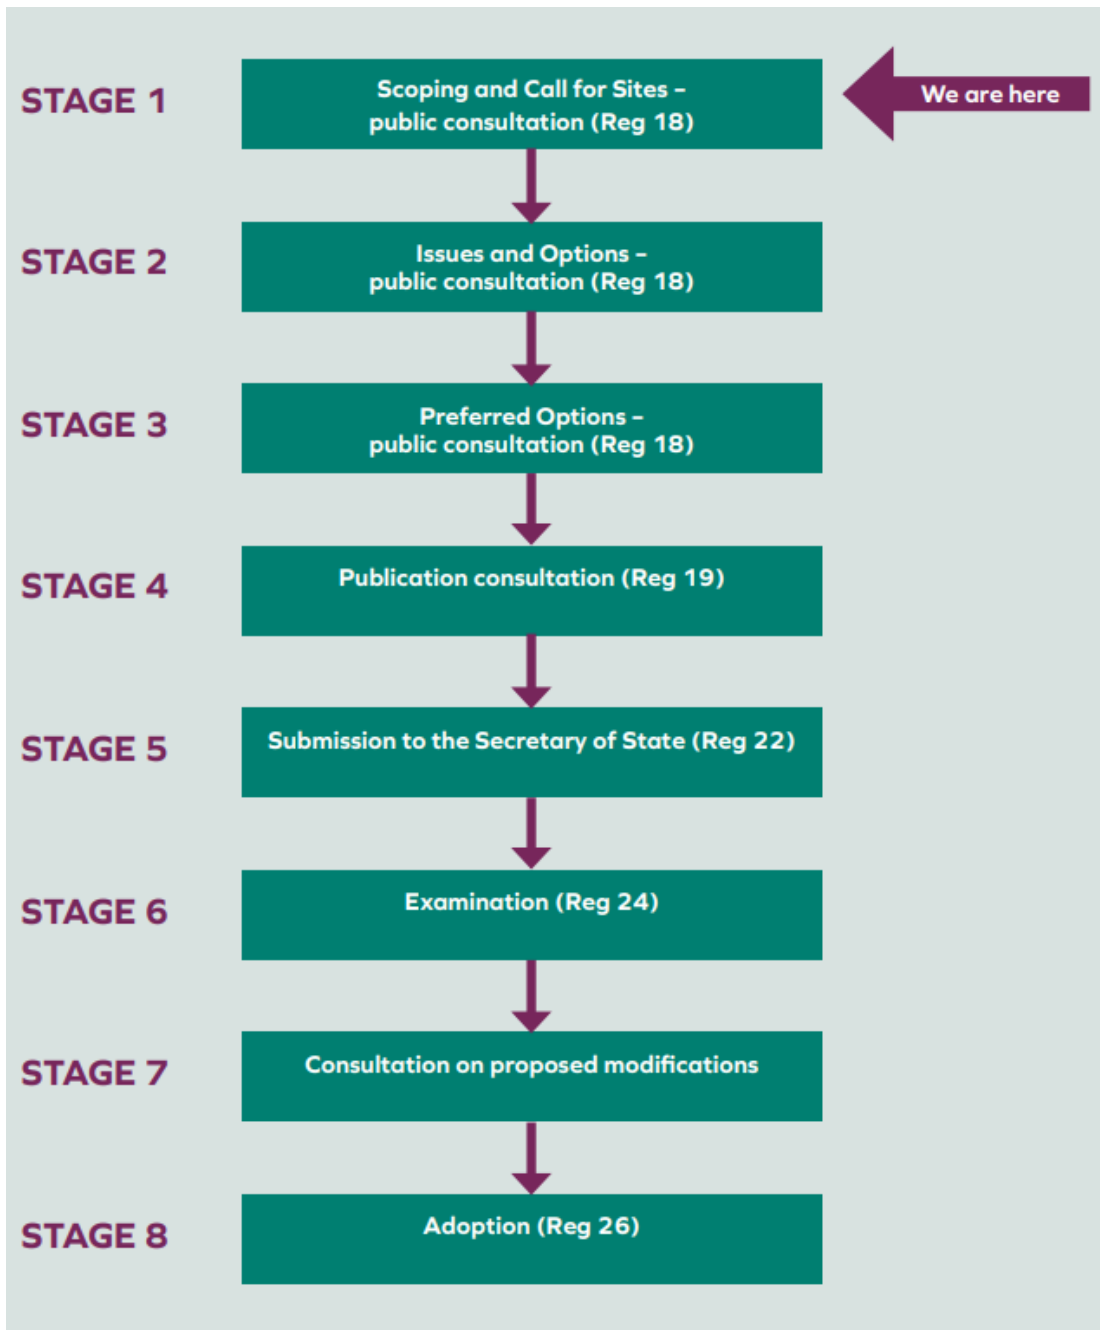 STAGE 1
Scoping and Call for Sites –
public consultation (Reg 18)
We are here
STAGE 2
Issues and Options –
public consultation (Reg 18)
STAGE 3
Preferred Options –
public consultation (Reg 18)
STAGE 4
Publication consultation (Reg 19)
STAGE 5
Submission to the Secretary of State (Reg 22)
STAGE 6
Examination (Reg 24)
STAGE 7
Consultation on proposed modifications
STAGE 8
Adoption (Reg 26)